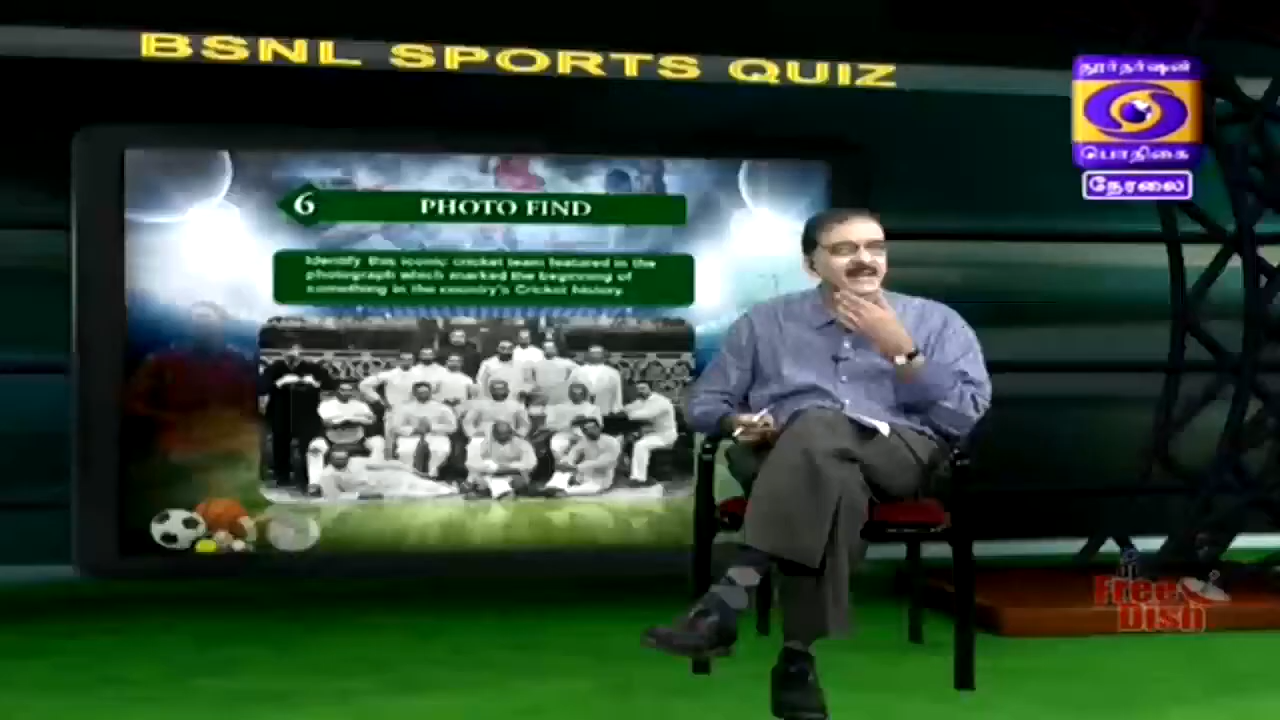 BSNL SPORTS QUIZ
தூர்தர்ஷன்
பொதிகை
நேரலை
6 PHOTO FIND
Identify this iconic cricket team featured in the
photograph which marked the beginning of
something in the country's Cricket history.
Free
Dish